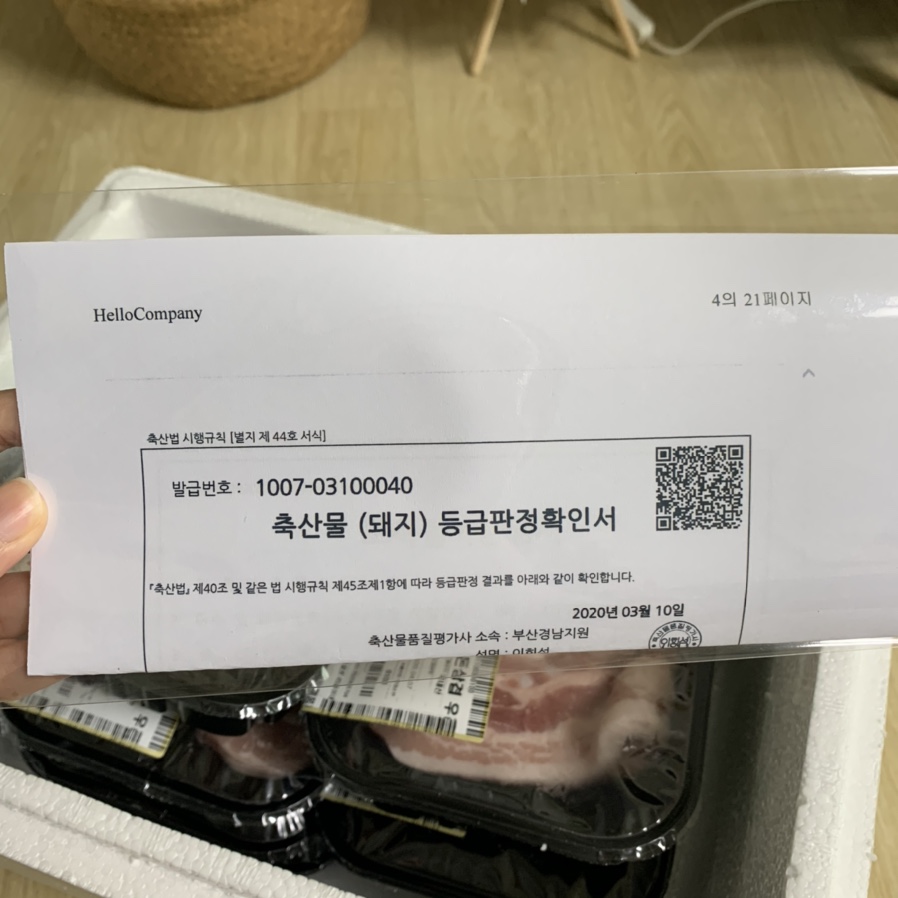 HelloCompany
4의 21페이지
축산법 시행규칙 [별지 제 44호 서식]
발급번호 : 1007-03100040
축산물 (돼지) 등급판정확인서
「축산법」 제40조 및 같은 법 시행규칙 제45조제1항에 따라 등급판정 결과를 아래와 같이 확인합니다.
2020년 03월 10일
축산물품질평가사 소속 : 부산경남지원
성명 :